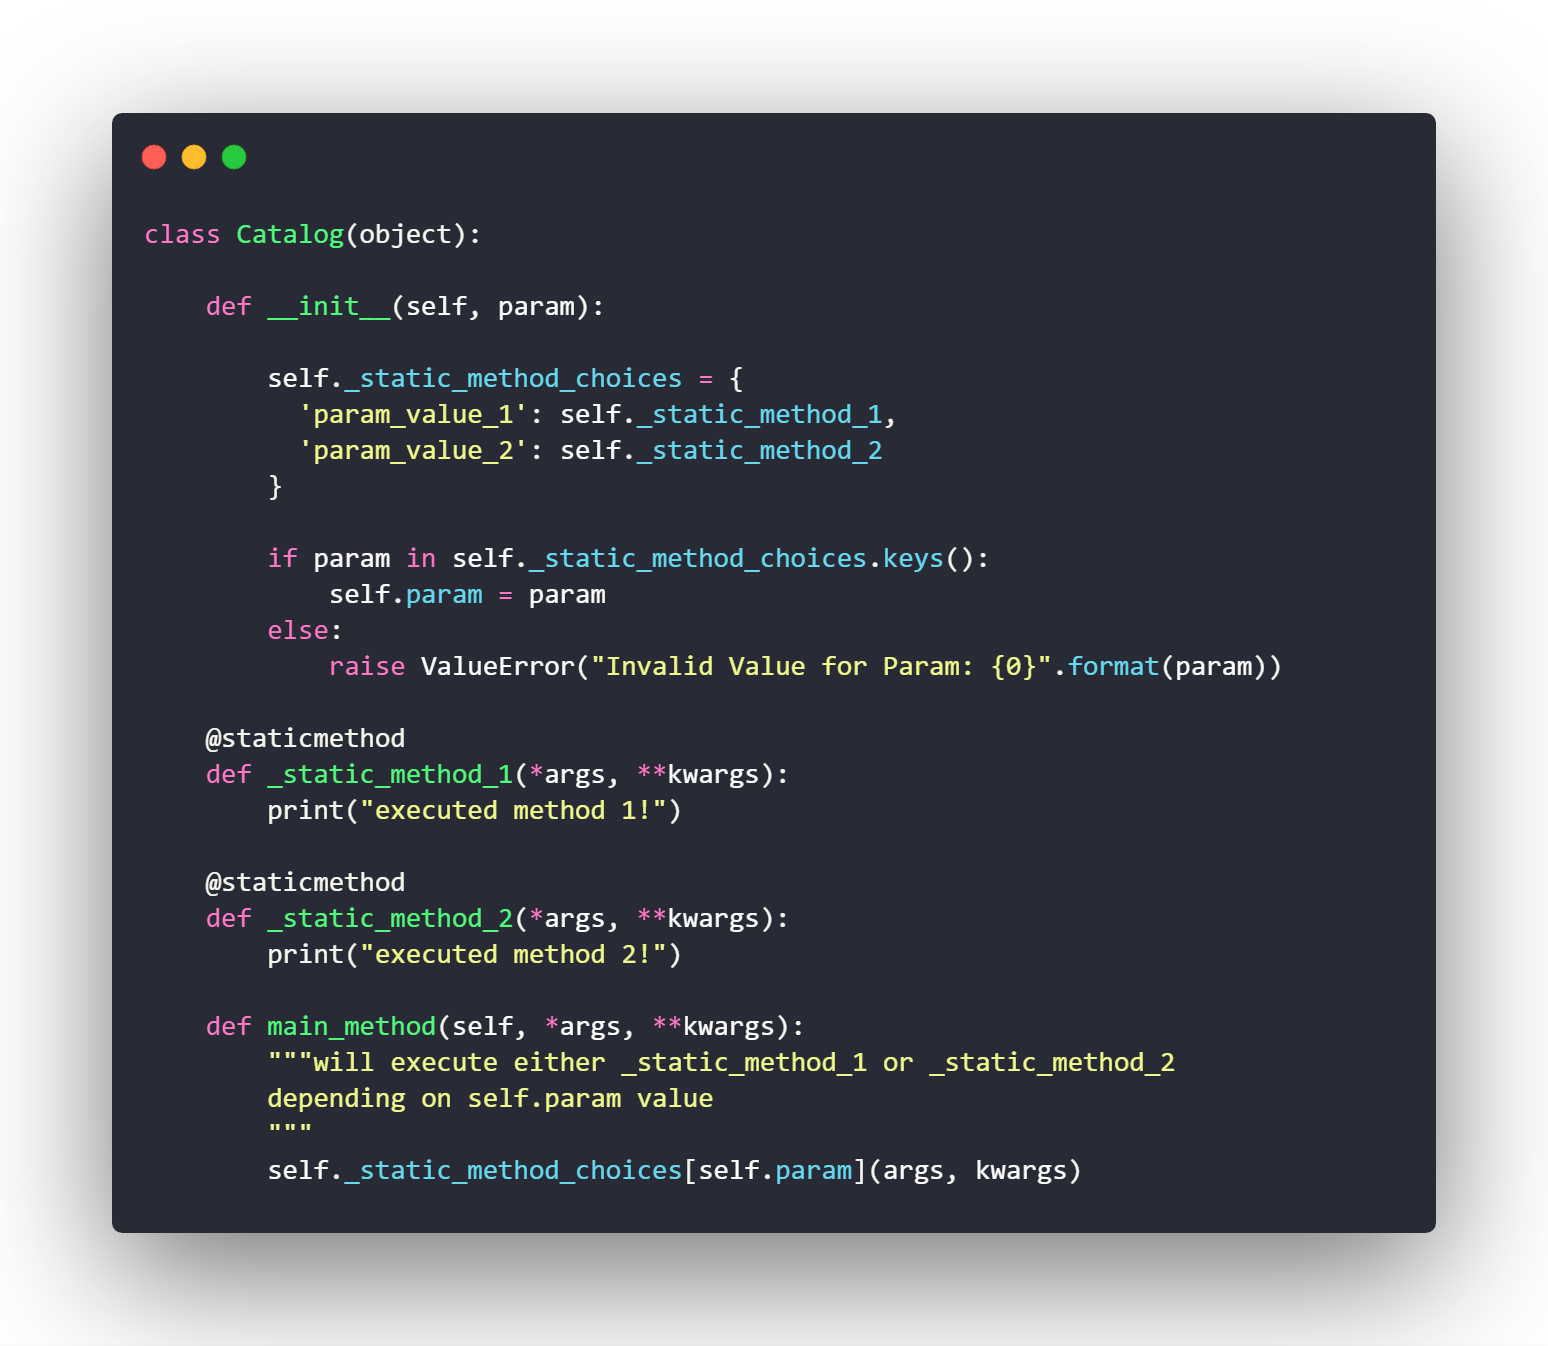 class Catalog(object):

    def __init__(self, param):

        self._static_method_choices = {
          'param_value_1': self._static_method_1,
          'param_value_2': self._static_method_2
        }

        if param in self._static_method_choices.keys():
            self.param = param
        else:
            raise ValueError("Invalid Value for Param: {0}".format(param))

    @staticmethod
    def _static_method_1(*args, **kwargs):
        print("executed method 1!")

    @staticmethod
    def _static_method_2(*args, **kwargs):
        print("executed method 2!")

    def main_method(self, *args, **kwargs):
        """will execute either _static_method_1 or _static_method_2
        depending on self.param value
        """
        self._static_method_choices[self.param](args, kwargs)